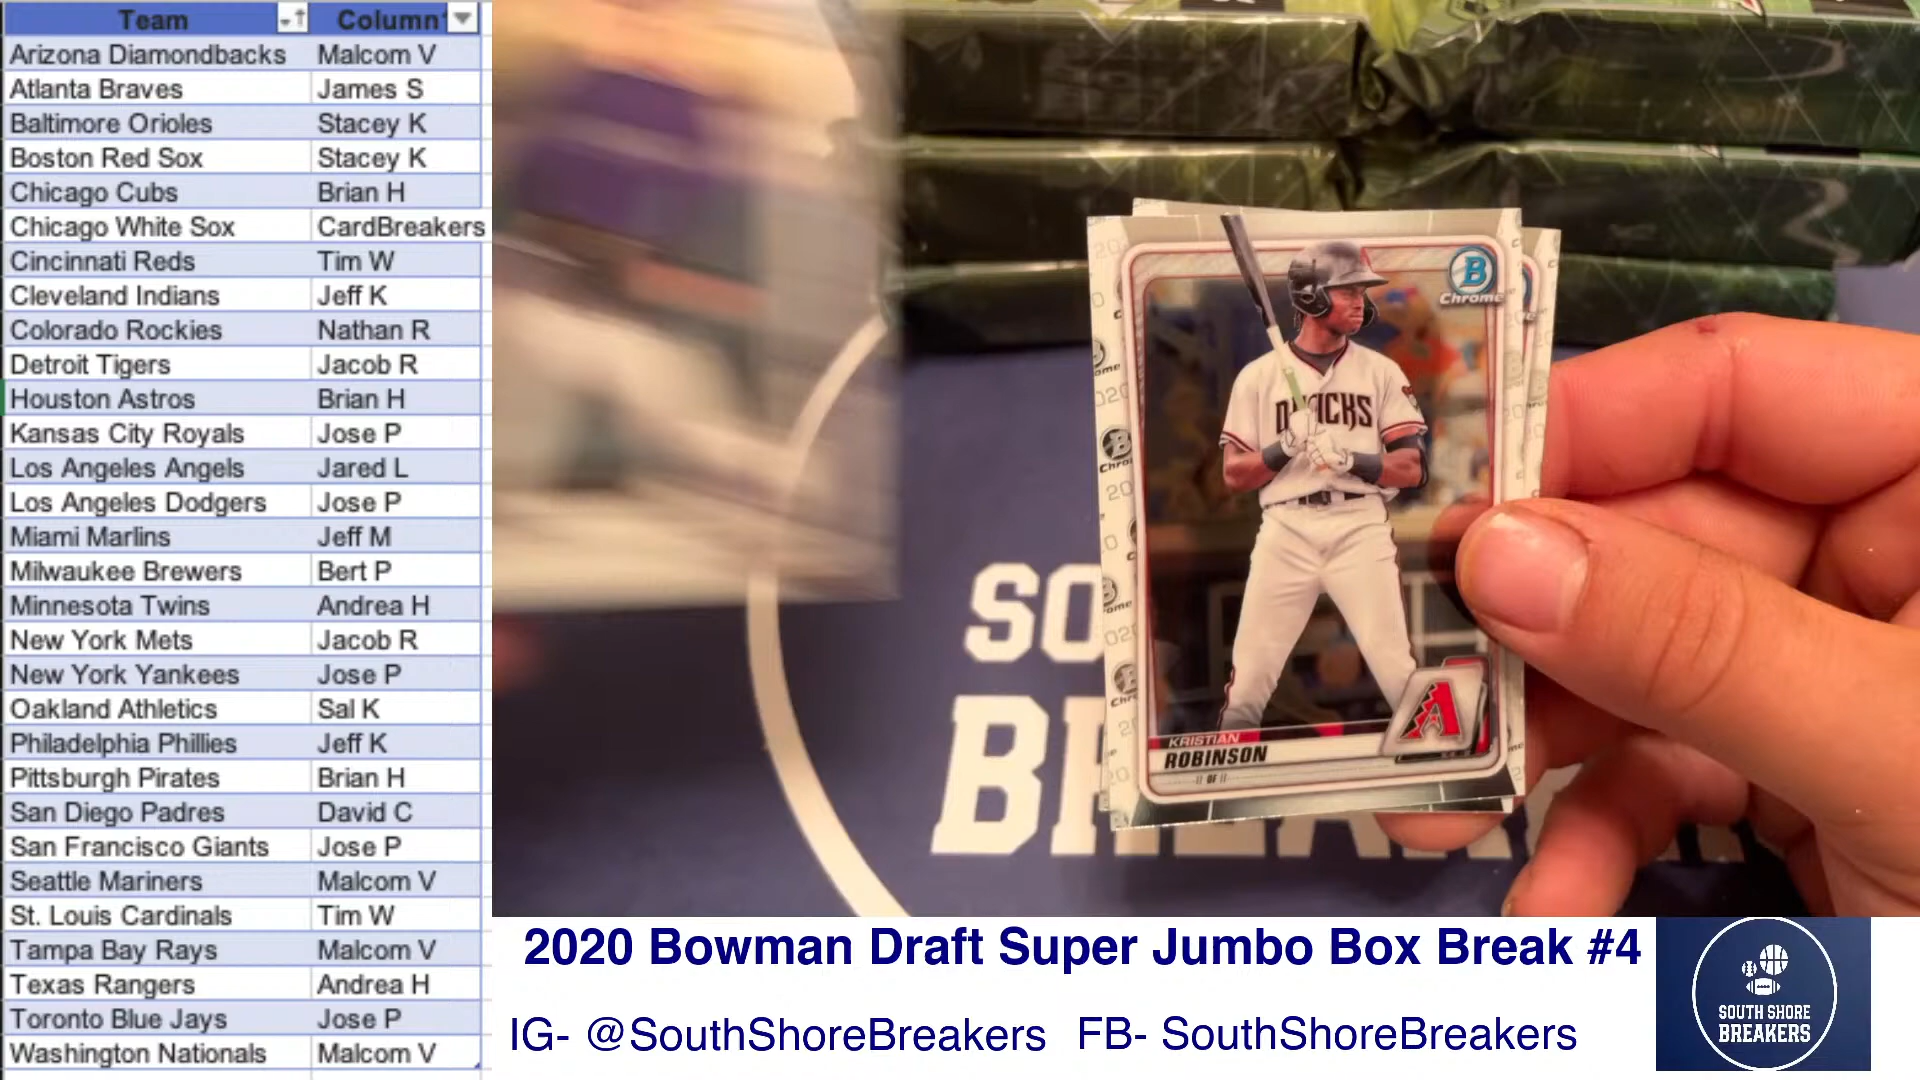 Team Column
Arizona Diamondbacks Malcom V
Atlanta Braves James S
Baltimore Orioles Stacey K
Boston Red Sox Stacey K
Chicago Cubs Brian H
Chicago White Sox CardBreakers
Cincinnati Reds Tim W
Cleveland Indians Jeff K
Colorado Rockies Nathan R
Detroit Tigers Jacob R
Houston Astros Brian H
Kansas City Royals Jose P
Los Angeles Angels Jared L
Los Angeles Dodgers Jose P
Miami Marlins Jeff M
Milwaukee Brewers Bert P
Minnesota Twins Andrea H
New York Mets Jacob R
New York Yankees Jose P
Oakland Athletics Sal K
Philadelphia Phillies Jeff K
Pittsburgh Pirates Brian H
San Diego Padres David C
San Francisco Giants Jose P
Seattle Mariners Malcom V
St. Louis Cardinals Tim W
Tampa Bay Rays Malcom V
Texas Rangers Andrea H
Toronto Blue Jays Jose P
Washington Nationals Malcom V
B
Chrome
KRISTIAN
ROBINSON
OF
A
SO
2020 Bowman Draft Super Jumbo Box Break #4
IG- @SouthShoreBreakers FB- SouthShoreBreakers
SOUTH SHORE
BREAKERS